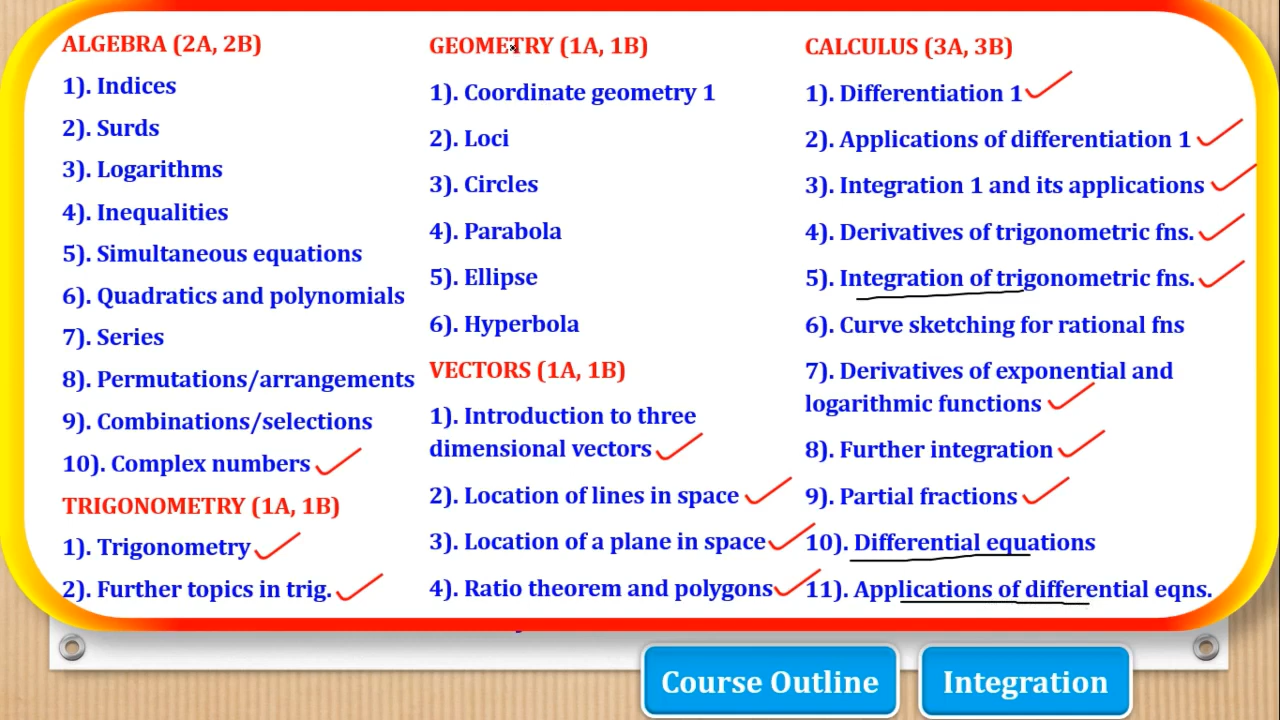 ALGEBRA (2A, 2B)
1). Indices
2). Surds
3). Logarithms
4). Inequalities
5). Simultaneous equations
6). Quadratics and polynomials
7). Series
8). Permutations/arrangements
9). Combinations/selections
10). Complex numbers
TRIGONOMETRY (1A, 1B)
1). Trigonometry
2). Further topics in trig.
GEOMETRY (1A, 1B)
1). Coordinate geometry 1
2). Loci
3). Circles
4). Parabola
5). Ellipse
6). Hyperbola
VECTORS (1A, 1B)
1). Introduction to three
dimensional vectors
2). Location of lines in space
3). Location of a plane in space
4). Ratio theorem and polygons
CALCULUS (3A, 3B)
1). Differentiation 1
2). Applications of differentiation 1
3). Integration 1 and its applications
4). Derivatives of trigonometric fns.
5). Integration of trigonometric fns.
6). Curve sketching for rational fns
7). Derivatives of exponential and
logarithmic functions
8). Further integration
9). Partial fractions
10). Differential equations
11). Applications of differential eqns.
Course Outline
Integration